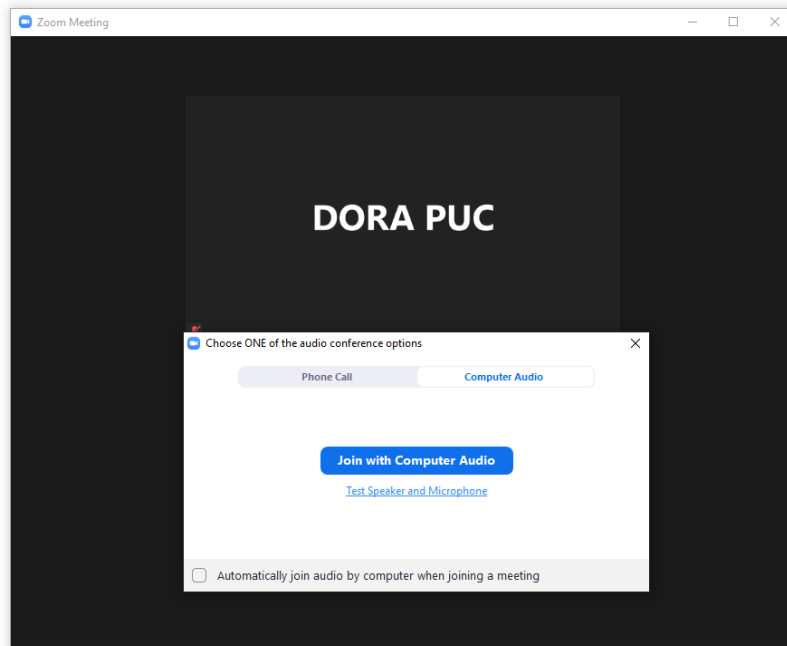 Zoom Meeting
DORA PUC
Choose ONE of the audio conference options
Phone Call
Computer Audio
Join with Computer Audio
Test Speaker and Microphone
Automatically join audio by computer when joining a meeting